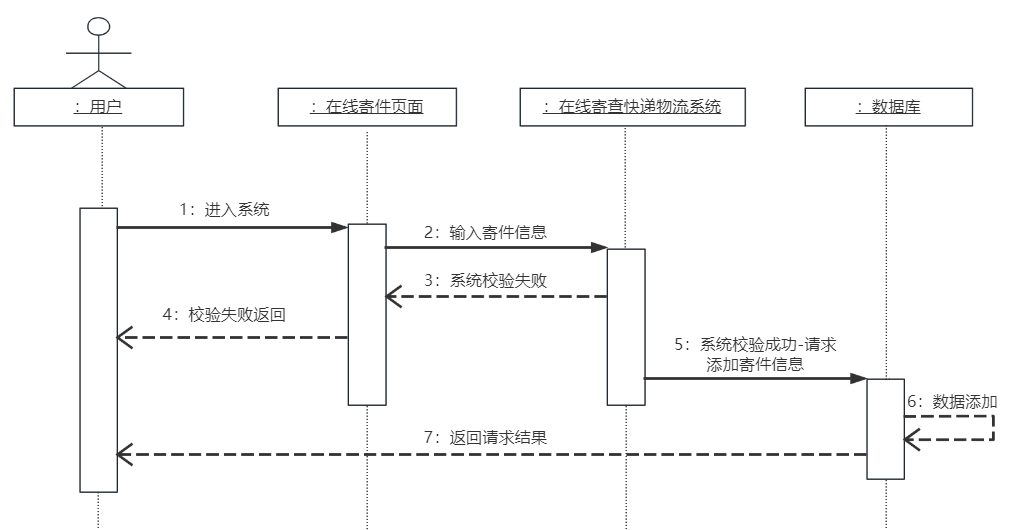 ：用户
：在线寄件页面
：在线寄查快递物流系统
：数据库
1：进入系统
2：输入寄件信息
3：系统校验失败
4：校验失败返回
5：系统校验成功-请求
添加寄件信息
6：数据添加
7：返回请求结果